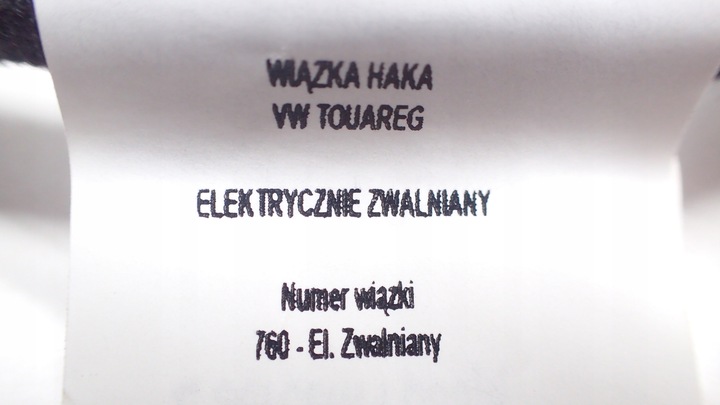 WIĄZKA HAKA
VW TOUAREG
ELEKTRYCZNIE ZWALNIANY
Numer wiązki
760 - El. Zwalniany